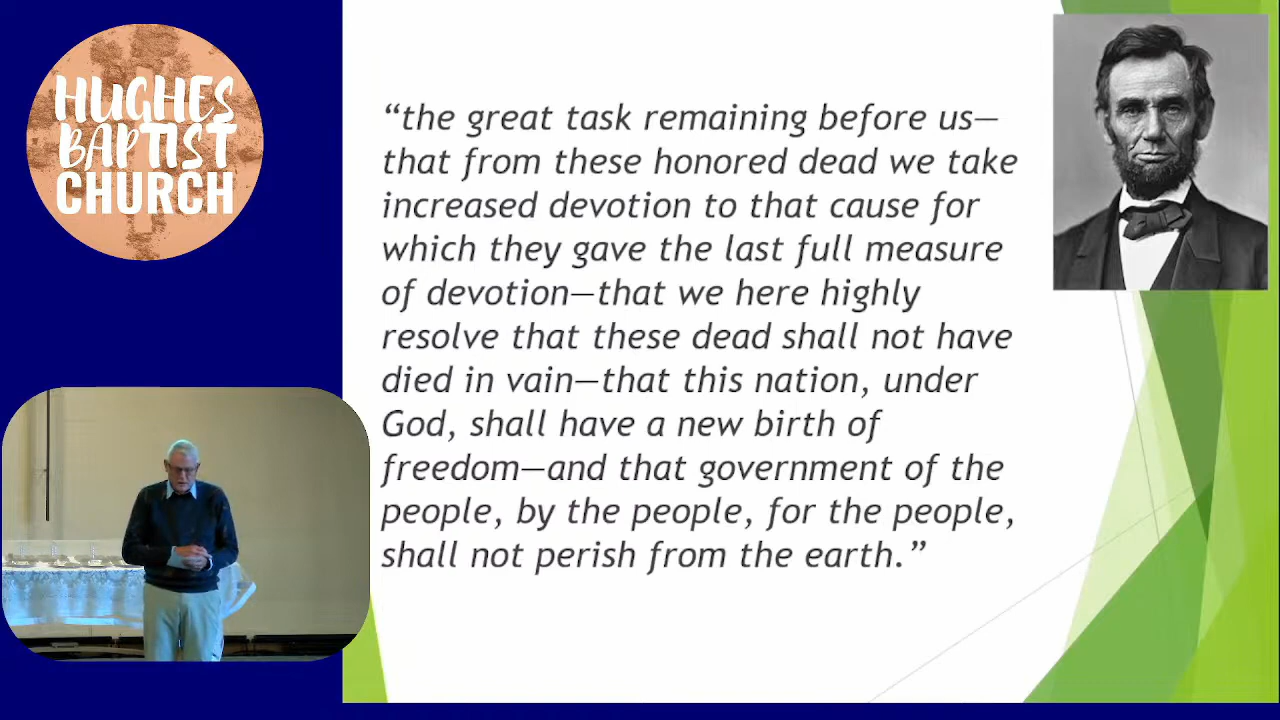 HUGHES
BAPTIST
CHURCH
“the great task remaining before us—
that from these honored dead we take
increased devotion to that cause for
which they gave the last full measure
of devotion—that we here highly
resolve that these dead shall not have
died in vain—that this nation, under
God, shall have a new birth of
freedom—and that government of the
people, by the people, for the people,
shall not perish from the earth.”